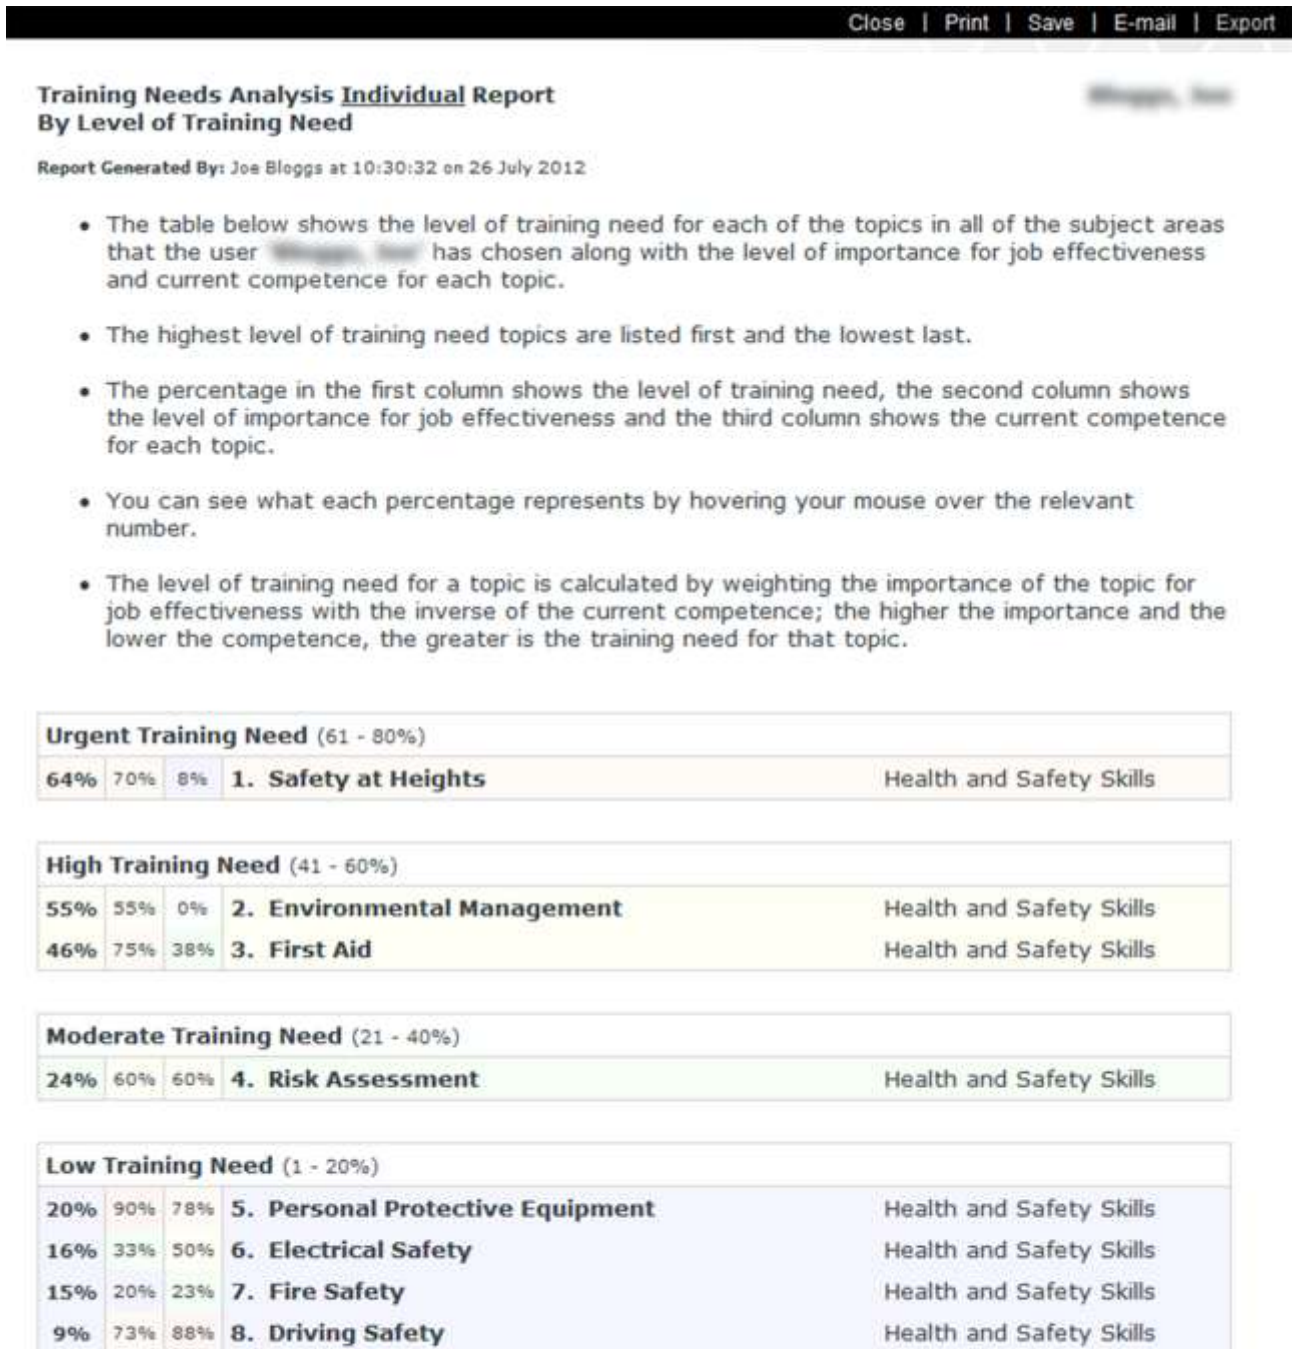 Close | Print | Save | E-mail | Export
Training Needs Analysis Individual Report
By Level of Training Need
Report Generated By: Joe Bloggs at 10:30:32 on 26 July 2012
• The table below shows the level of training need for each of the topics in all of the subject areas
that the user has chosen along with the level of importance for job effectiveness
and current competence for each topic.
• The highest level of training need topics are listed first and the lowest last.
• The percentage in the first column shows the level of training need, the second column shows
the level of importance for job effectiveness and the third column shows the current competence
for each topic.
• You can see what each percentage represents by hovering your mouse over the relevant
number.
• The level of training need for a topic is calculated by weighting the importance of the topic for
job effectiveness with the inverse of the current competence; the higher the importance and the
lower the competence, the greater is the training need for that topic.
Urgent Training Need (61 - 80%)
64% 70% 8% 1. Safety at Heights Health and Safety Skills
High Training Need (41 - 60%)
55% 55% 0% 2. Environmental Management Health and Safety Skills
46% 75% 38% 3. First Aid Health and Safety Skills
Moderate Training Need (21 - 40%)
24% 60% 60% 4. Risk Assessment Health and Safety Skills
Low Training Need (1 - 20%)
20% 90% 78% 5. Personal Protective Equipment Health and Safety Skills
16% 33% 50% 6. Electrical Safety Health and Safety Skills
15% 20% 23% 7. Fire Safety Health and Safety Skills
9% 73% 88% 8. Driving Safety Health and Safety Skills